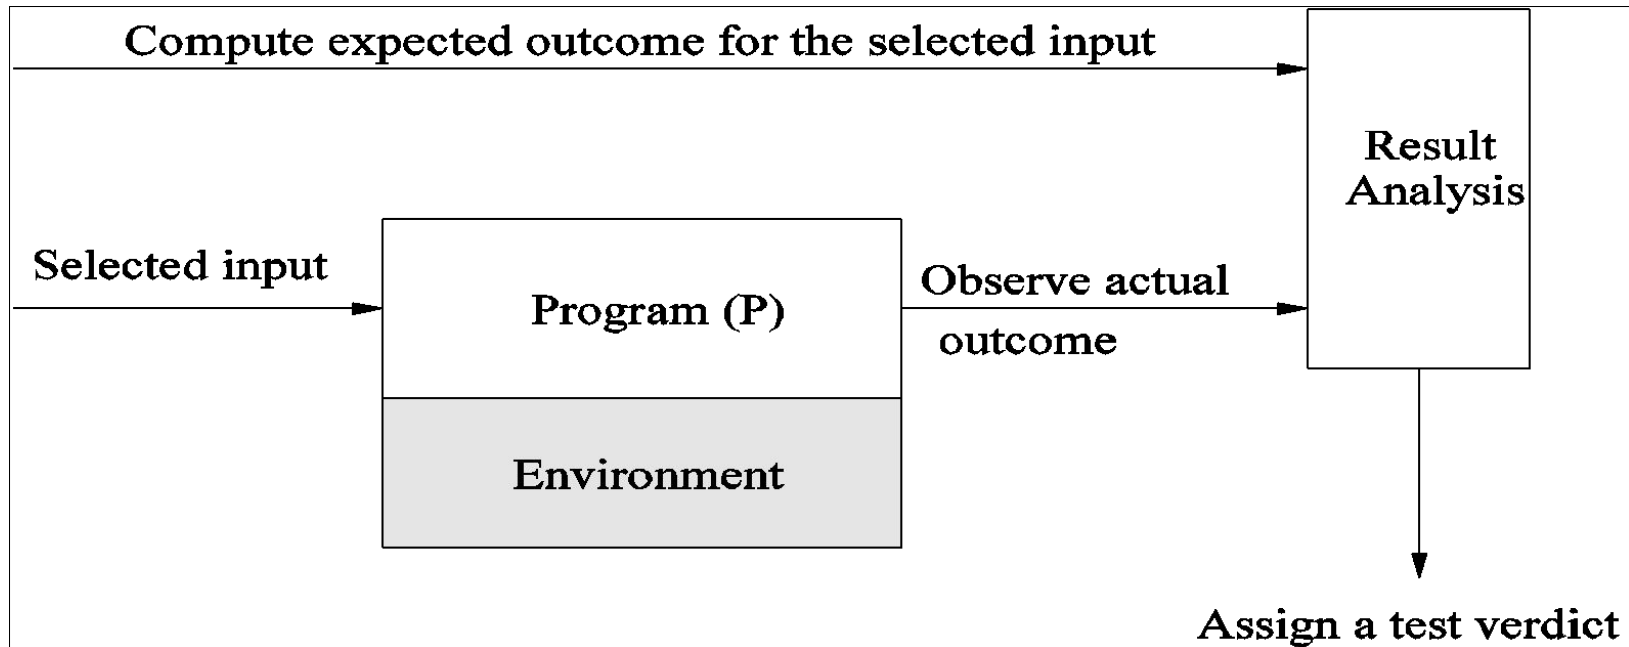 Compute expected outcome for the selected input
Result
Analysis
Selected input
Program (P)
Observe actual
outcome
Environment
Assign a test verdict